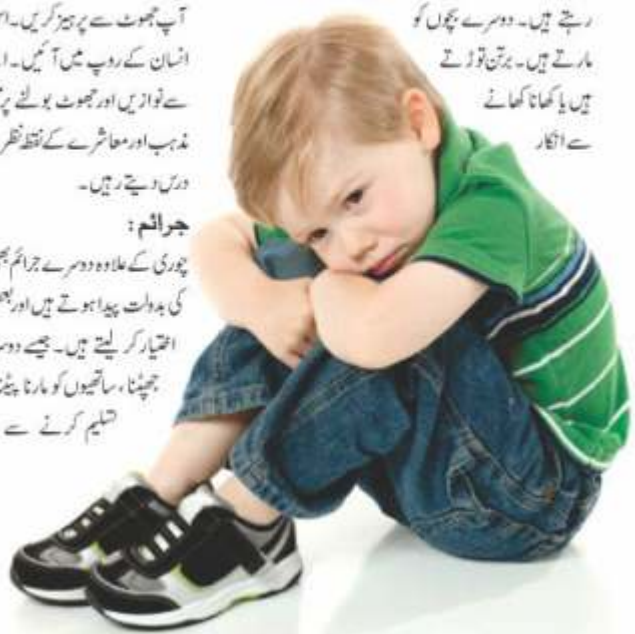 رہتے ہیں۔ دوسرے بچوں کو
مارتے ہیں۔ برتن توڑتے
ہیں یا کھانا کھانے
سے انکار
آپ جھوٹ سے پرہیز کریں۔
انسان کے روپ میں آئیں۔
سے نوازیں اور جھوٹ بولنے پر
مذہب اور معاشرے کے نقطہ نظر
درس دیتے رہیں۔
جرائم:
چوری کے علاوہ دوسرے جرائم
کی بدولت پیدا ہوتے ہیں اور
اختیار کر لیتے ہیں۔ جیسے
جھپٹنا، ساتھیوں کو مارنا
تسلیم کرنے سے